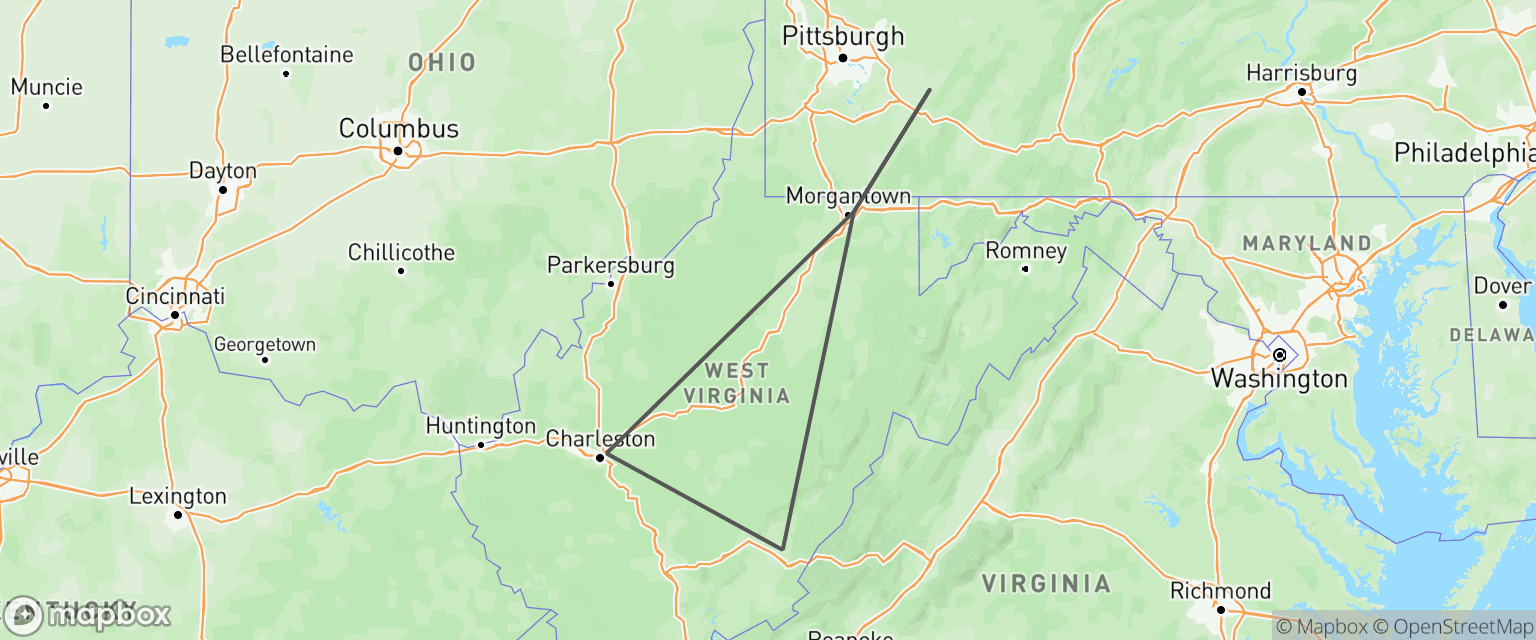 Pittsburgh
Bellefontaine
OHIO
Muncie
Harrisburg
Columbus
Philadelphia
Dayton
Morgantown
MARYLAND
Chillicothe
Romney
Parkersburg
Dover
Cincinnati
DELAWA
Georgetown
WEST
VIRGINIA
Washington
Huntington
Charleston
ville
Lexington
VIRGINIA
Richmond
mapbox
© Mapbox © OpenStreetMap